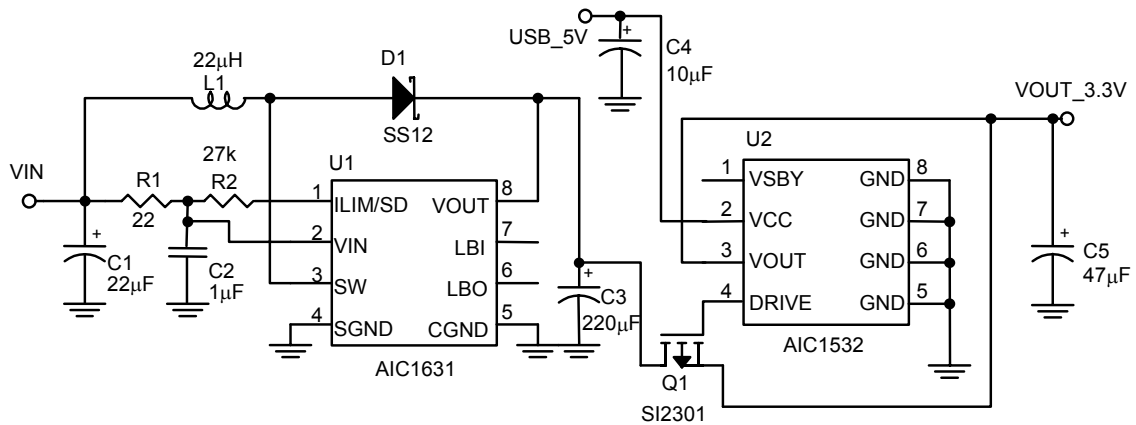 USB_5V
C4
10µF
22µH
L1
D1
SS12
VOUT_3.3V
VIN
R1
22
27k
R2
U1
1
ILIM/SD
2
VIN
3
SW
4
SGND
VOUT
8
LBI
7
LBO
6
CGND
5
AIC1631
C1
22µF
+
C2
1µF
+
C3
220µF
+
U2
1
VSBY
2
VCC
3
VOUT
4
DRIVE
GND
8
GND
7
GND
6
GND
5
AIC1532
Q1
SI2301
+
C5
47µF
+